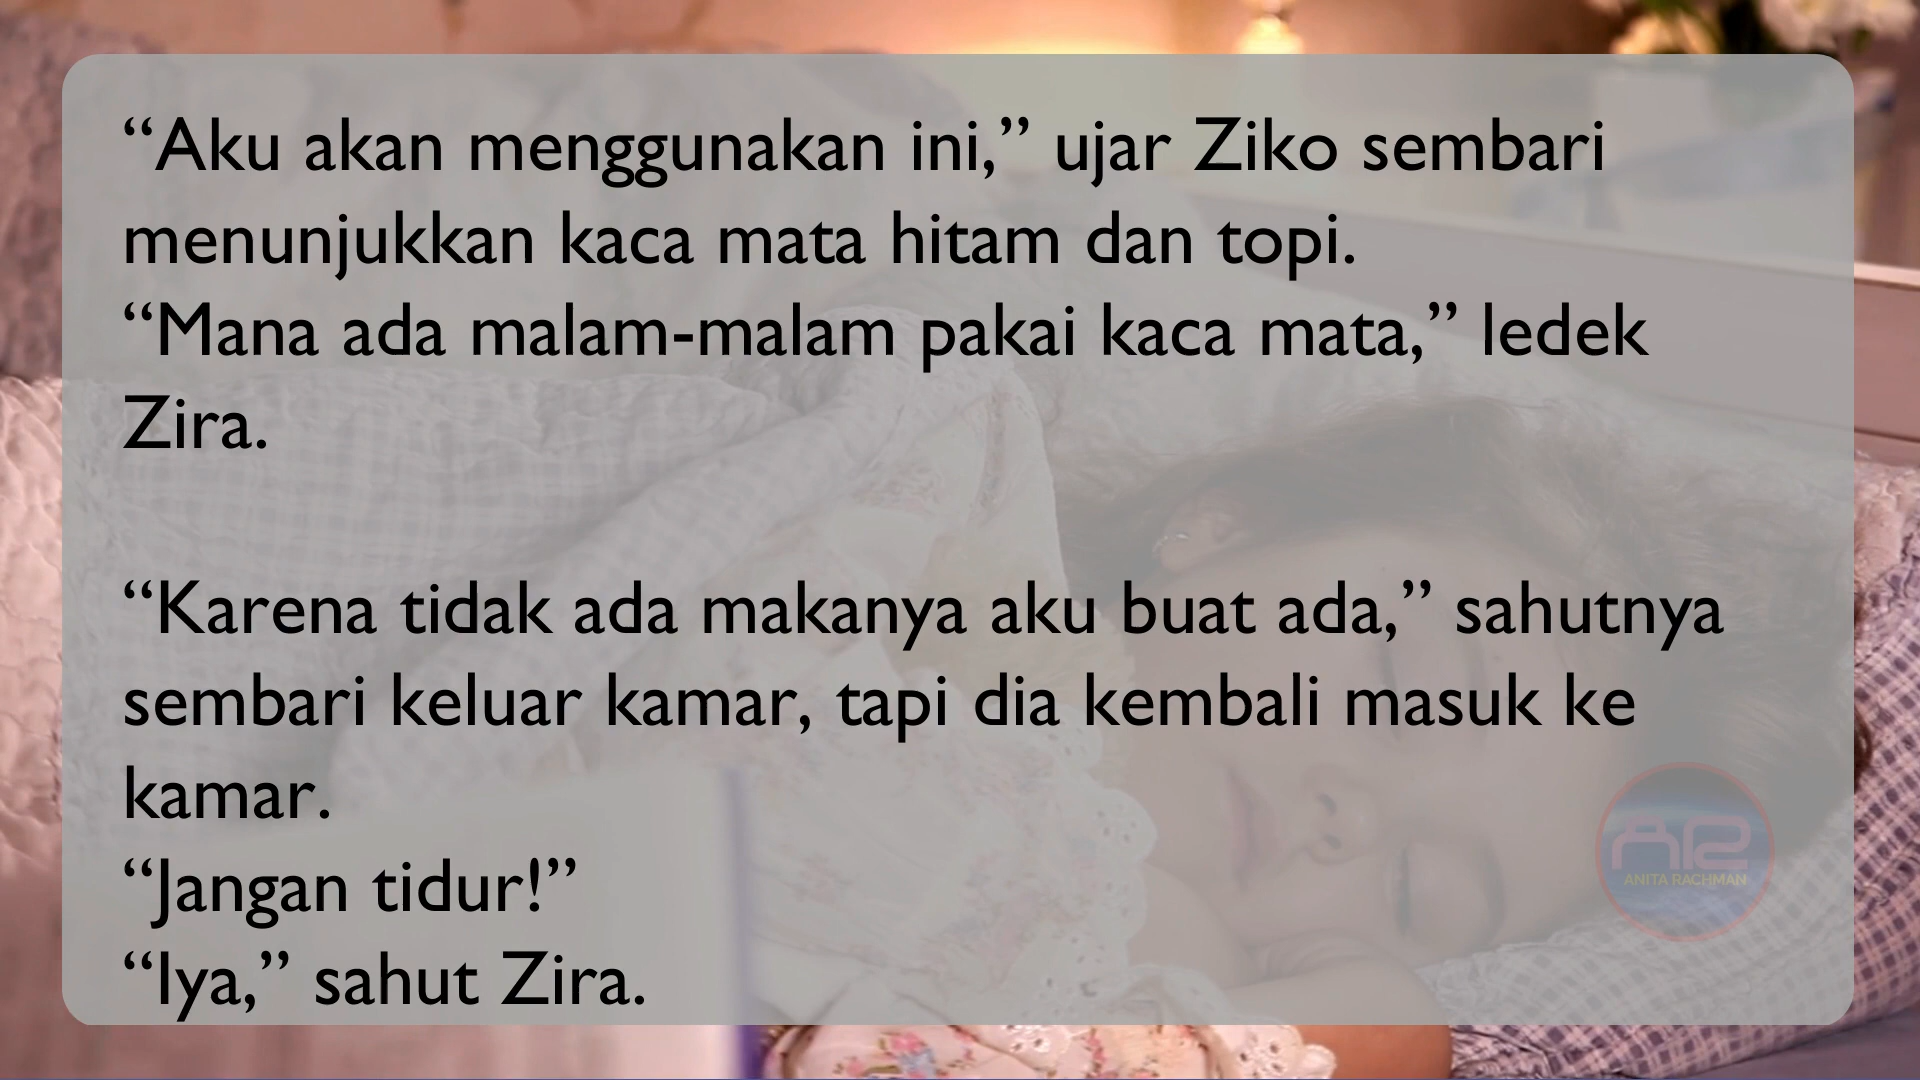 “Aku akan menggunakan ini,” ujar Ziko sembari
menunjukkan kaca mata hitam dan topi.
“Mana ada malam-malam pakai kaca mata,” ledek
Zira.
“Karena tidak ada makanya aku buat ada,” sahutnya
sembari keluar kamar, tapi dia kembali masuk ke
kamar.
“Jangan tidur!”
“Iya,” sahut Zira.
AR
ANITA RACHMAN